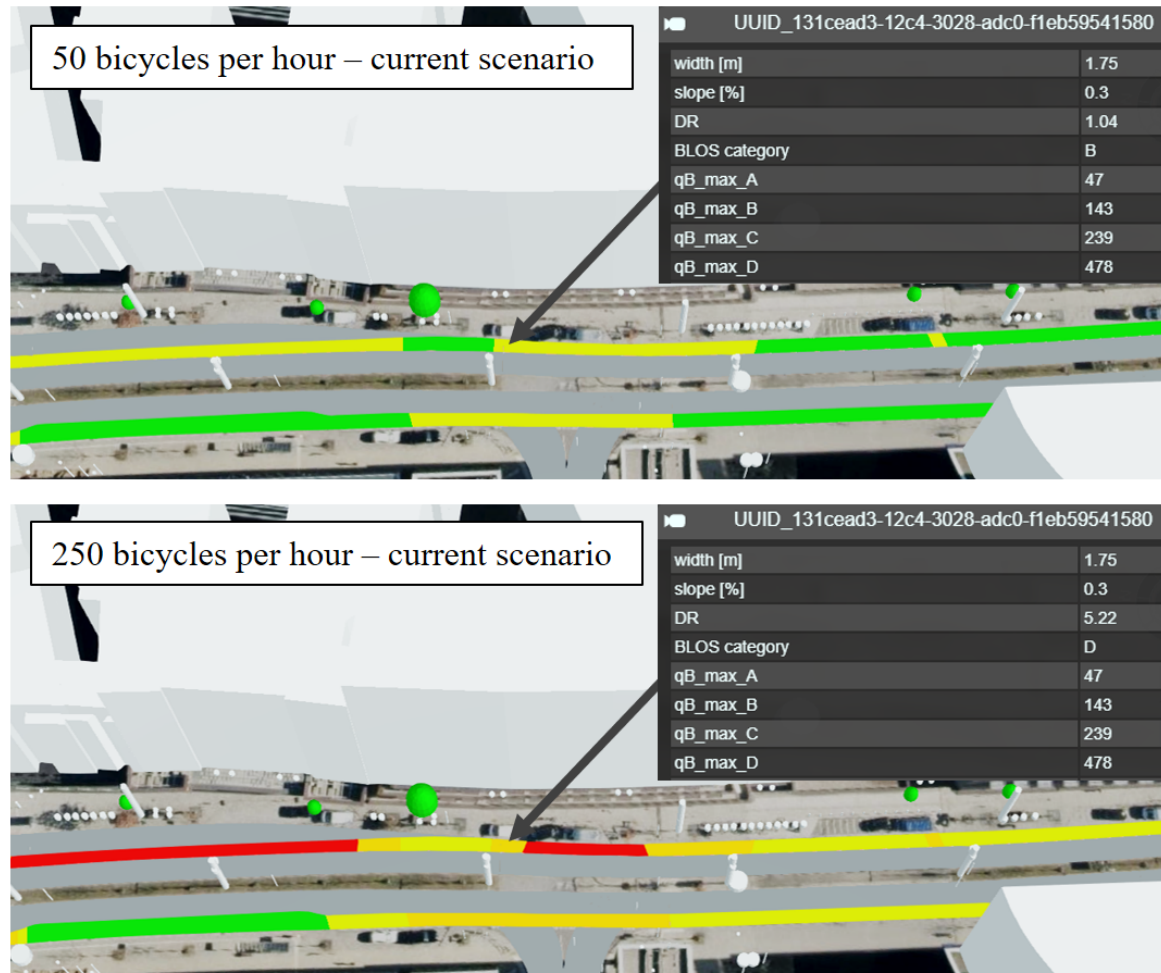 50 bicycles per hour – current scenario
UUID_131cead3-12c4-3028-adc0-f1eb59541580
width [m] 1.75
slope [%] 0.3
DR 1.04
BLOS category B
qB_max_A 47
qB_max_B 143
qB_max_C 239
qB_max_D 478
250 bicycles per hour – current scenario
UUID_131cead3-12c4-3028-adc0-f1eb59541580
width [m] 1.75
slope [%] 0.3
DR 5.22
BLOS category D
qB_max_A 47
qB_max_B 143
qB_max_C 239
qB_max_D 478